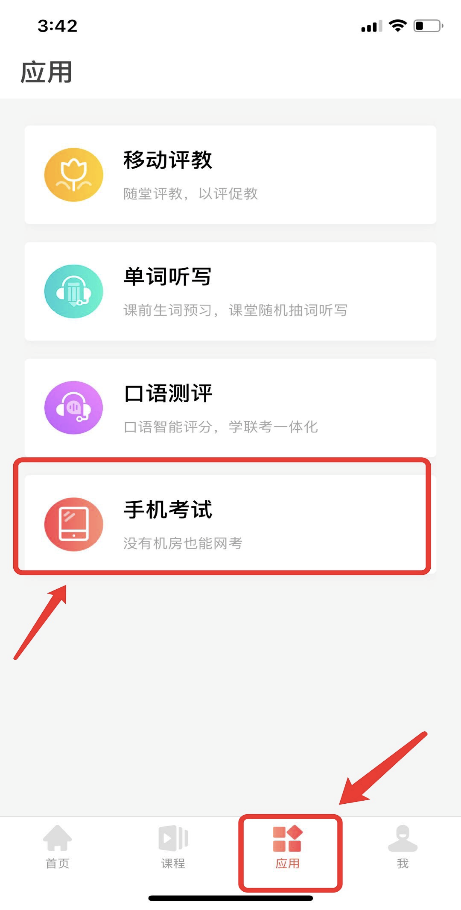 3:42
应用
移动评教
随堂评教，以评促教
单词听写
课前生词预习，课堂随机抽词听写
口语测评
口语智能评分，学联考一体化
手机考试
没有机房也能网考
首页
课程
应用
我